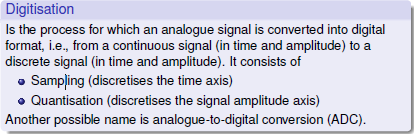 Digitisation
Is the process for which an analogue signal is converted into digital
format, i.e., from a continuous signal (in time and amplitude) to a
discrete signal (in time and amplitude). It consists of
Sampling (discretises the time axis)
Quantisation (discretises the signal amplitude axis)
Another possible name is analogue-to-digital conversion (ADC).